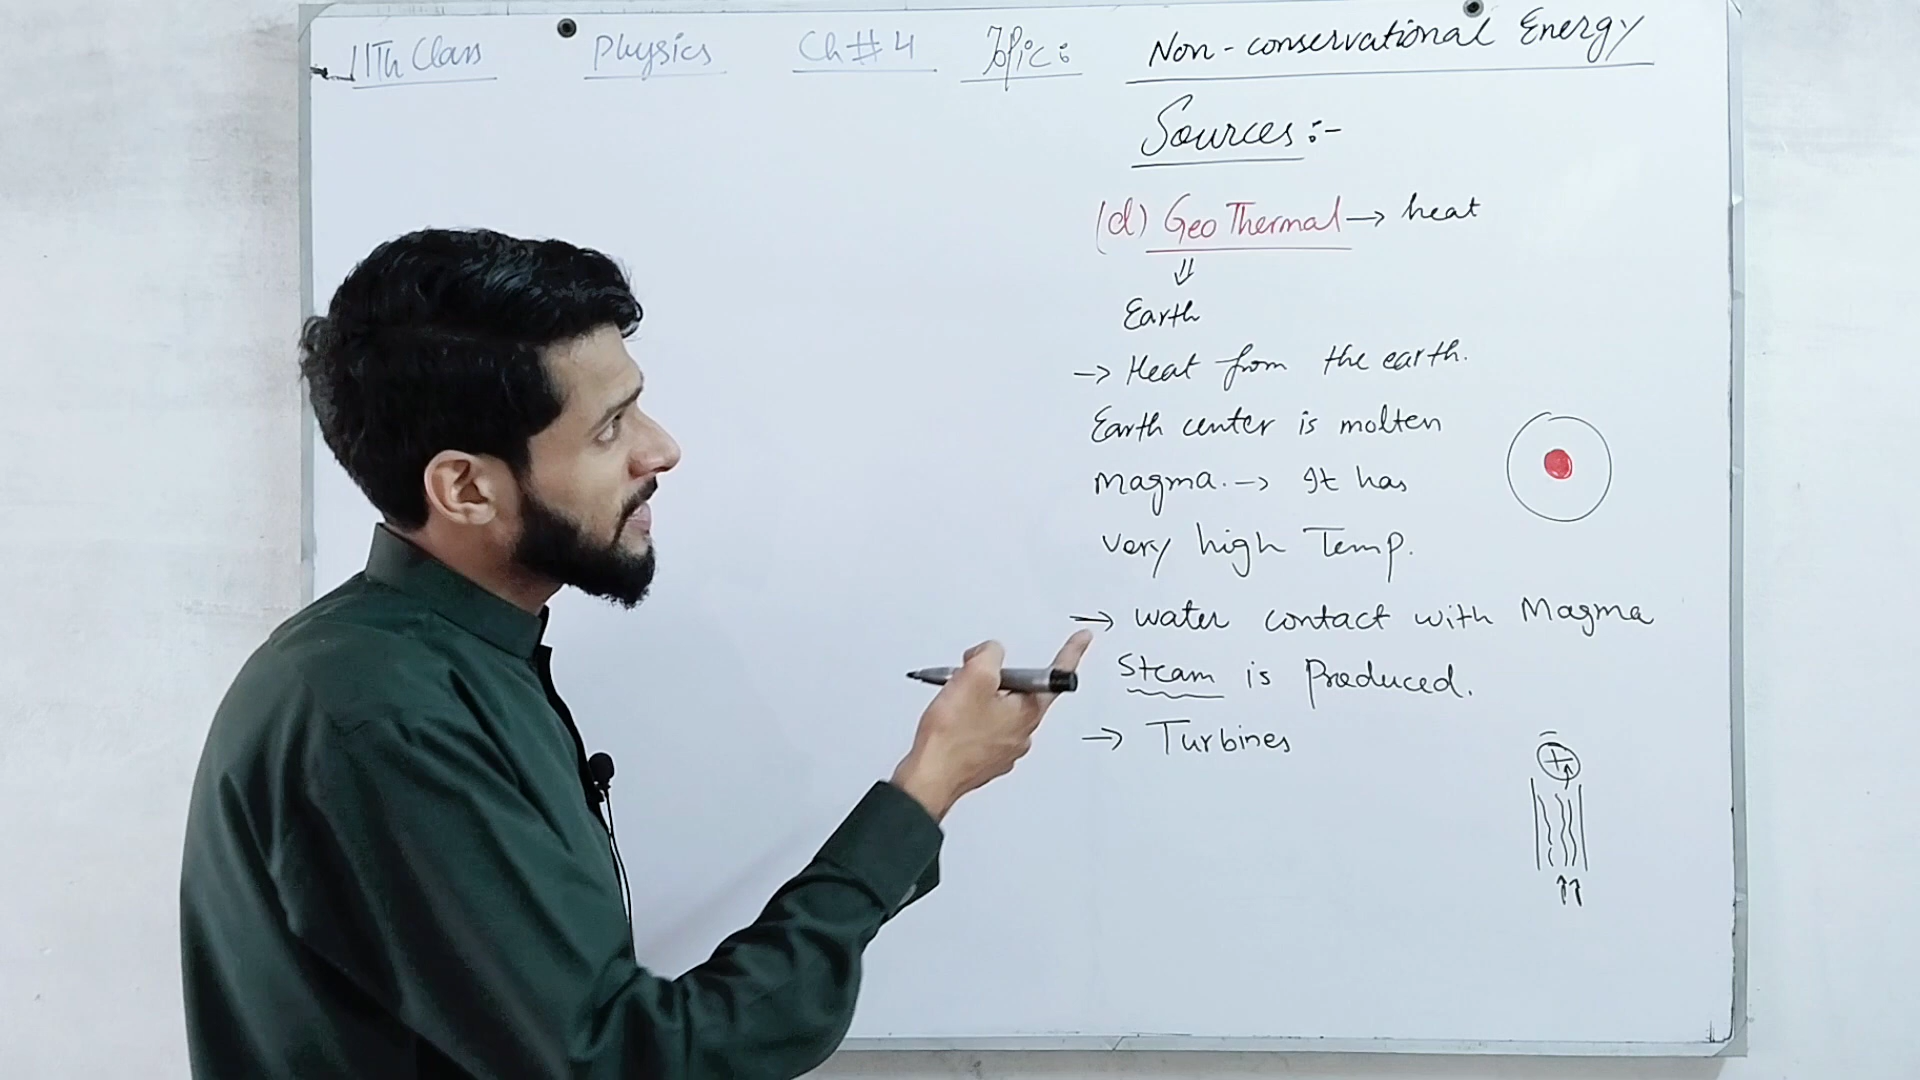 11Th Class Physics Ch # 4 Topic: Non-conservational Energy
Sources:-
(d) Geo Thermal → heat
⇓
Earth
→ Heat from the earth.
Earth center is molten
magma. → It has
very high Temp.
→ water contact with Magma
Steam is Produced.
→ Turbines